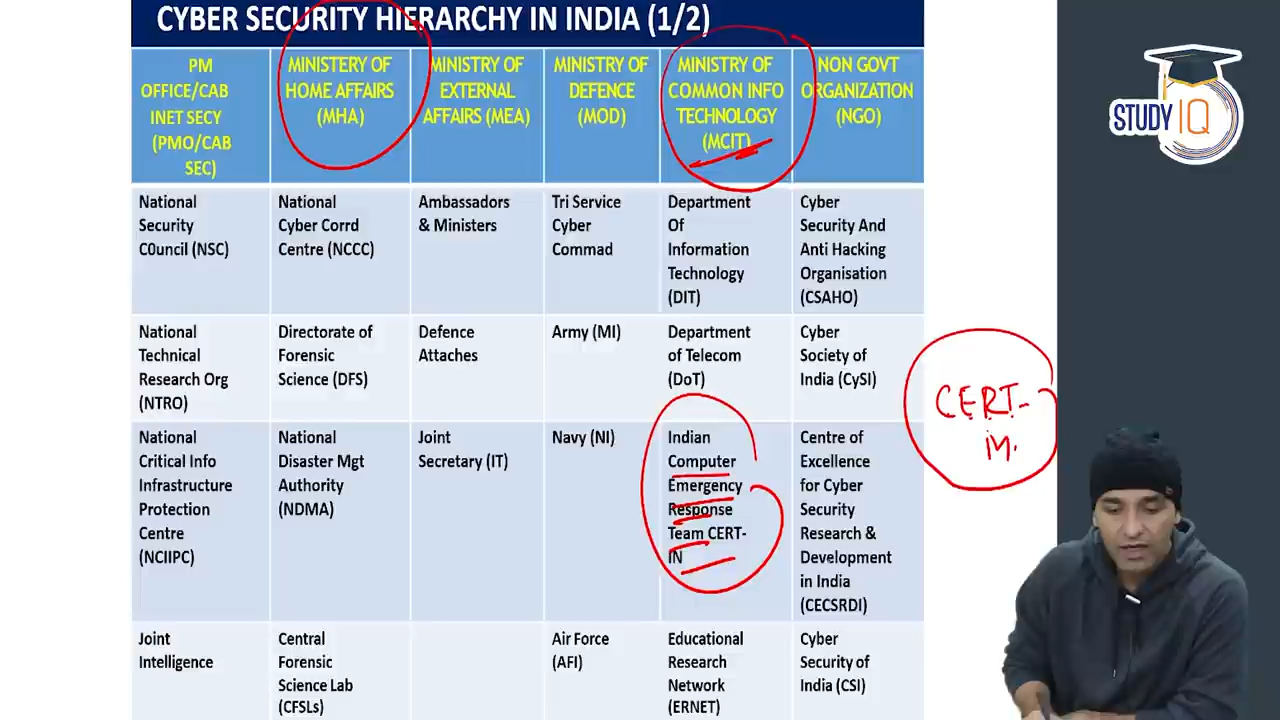 CYBER SECURITY HIERARCHY IN INDIA (1/2)
PM
OFFICE/CAB
INET SECY
(PMO/CAB
SEC)
MINISTERY OF
HOME AFFAIRS
(MHA)
MINISTRY OF
EXTERNAL
AFFAIRS (MEA)
MINISTRY OF
DEFENCE
(MOD)
MINISTRY OF
COMMON INFO
TECHNOLOGY
(MCIT)
NON GOVT
ORGANIZATION
(NGO)
National
Security
C0uncil (NSC)
National
Cyber Corrd
Centre (NCCC)
Ambassadors
& Ministers
Tri Service
Cyber
Commad
Department
Of
Information
Technology
(DIT)
Cyber
Security And
Anti Hacking
Organisation
(CSAHO)
National
Technical
Research Org
(NTRO)
Directorate of
Forensic
Science (DFS)
Defence
Attaches
Army (MI)
Department
of Telecom
(DoT)
Cyber
Society of
India (CySI)
National
Critical Info
Infrastructure
Protection
Centre
(NCIIPC)
National
Disaster Mgt
Authority
(NDMA)
Joint
Secretary (IT)
Navy (NI)
Indian
Computer
Emergency
Response
Team CERT-
IN
Centre of
Excellence
for Cyber
Security
Research &
Development
in India
(CECSRDI)
Joint
Intelligence
Central
Forensic
Science Lab
(CFSLs)
Air Force
(AFI)
Educational
Research
Network
(ERNET)
Cyber
Security of
India (CSI)
STUDY IQ
CERT-
in.